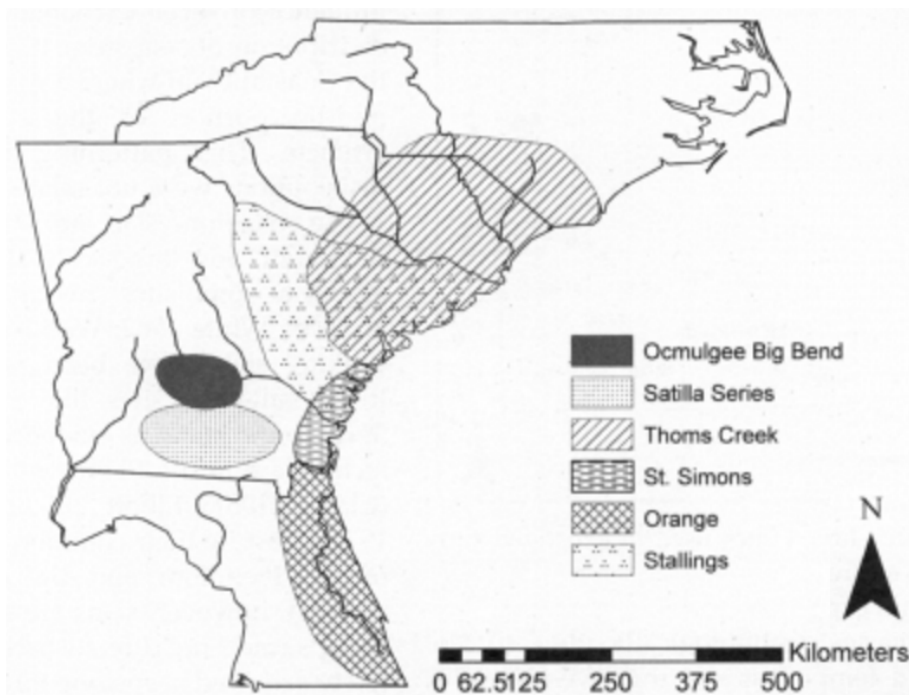 Ocmulgee Big Bend
Satilla Series
Thoms Creek
St. Simons
Orange
Stallings
N
Kilometers
0 62.5125 250 375 500